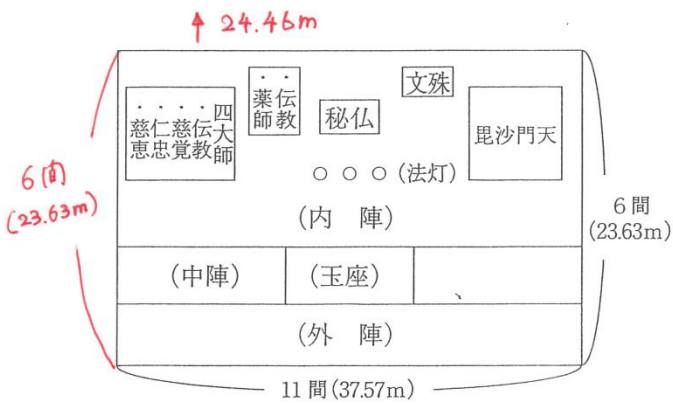 24.46m
四大師
・伝教
・慈覚
・仁忠
・慈恵
・伝教
・薬師
秘仏
文殊
毘沙門天
○ ○ ○ (法灯)
(内 陣)
6間
(23.63m)
6間
(23.63m)
(中陣)
(玉座)
、
(外 陣)
11間(37.57m)